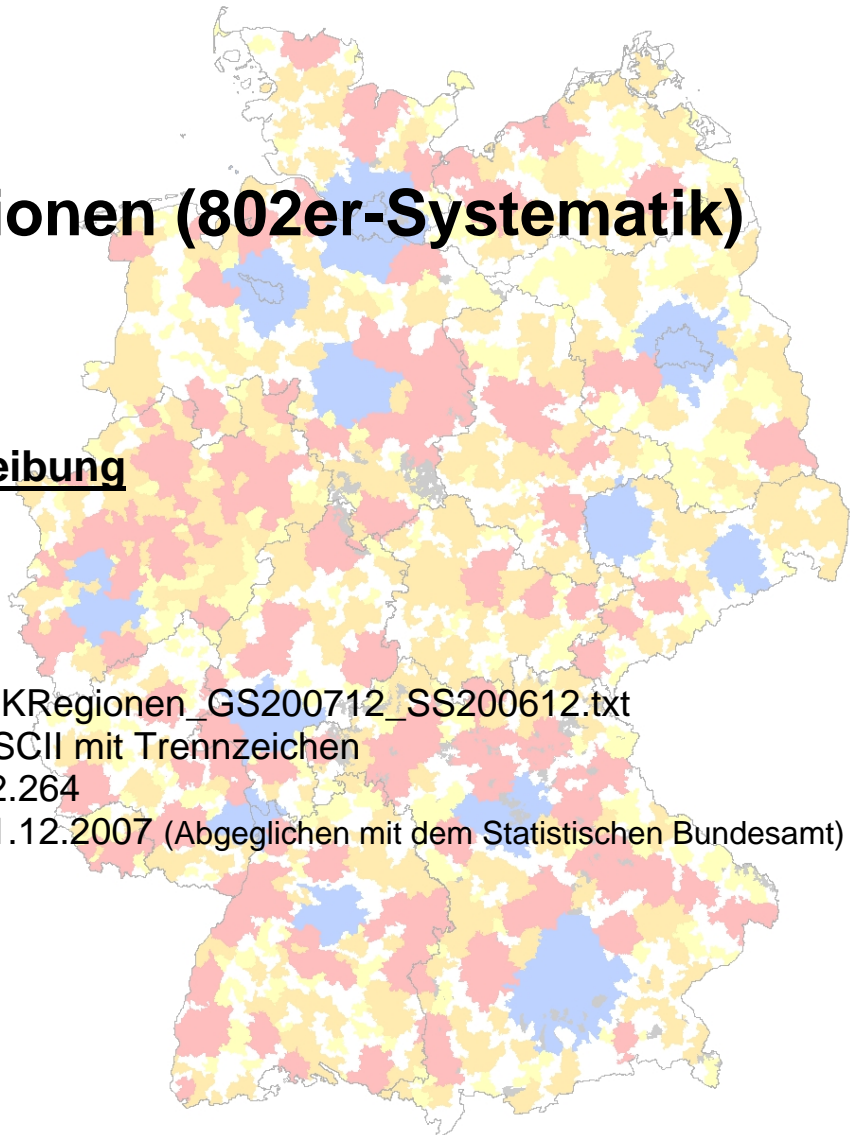 ionen (802er-Systematik)
eibung
KRegionen_GS200712_SS200612.txt
SCII mit Trennzeichen
2.264
1.12.2007 (Abgeglichen mit dem Statistischen Bundesamt)